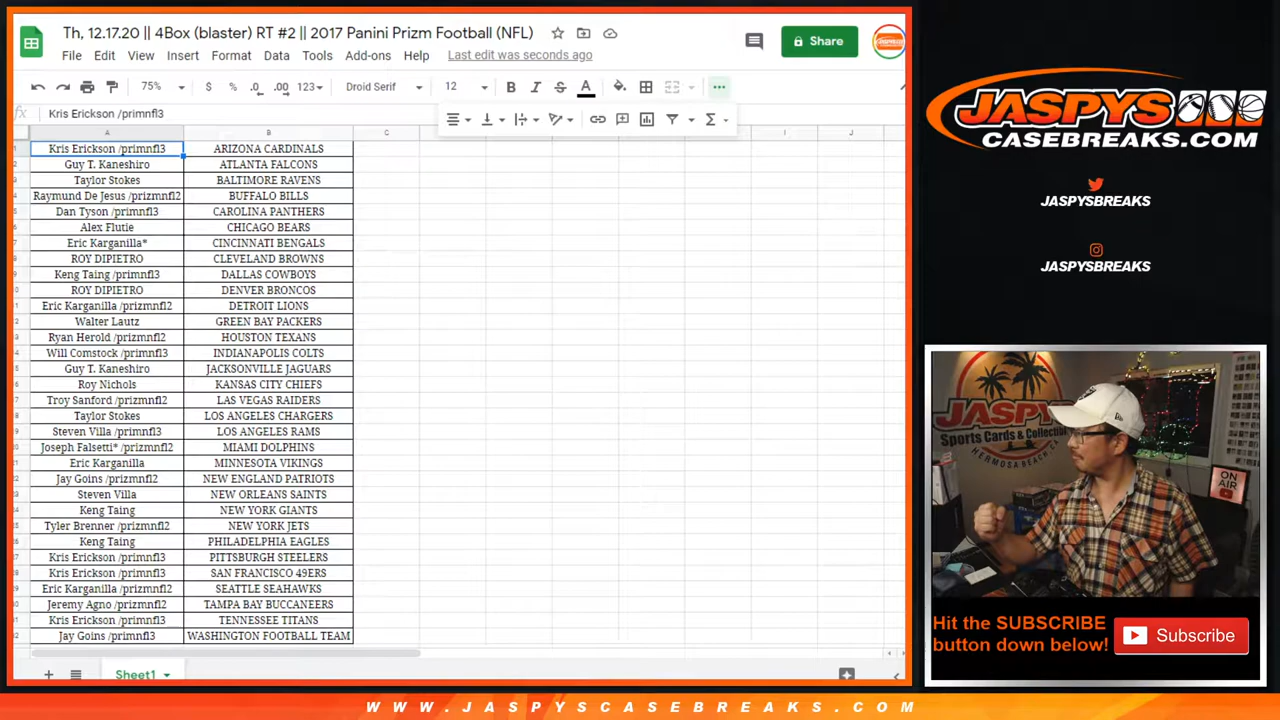 Th, 12.17.20 || 4Box (blaster) RT #2 || 2017 Panini Prizm Football (NFL)
File Edit View Insert Format Data Tools Add-ons Help Last edit was seconds ago
Share
75% $ % .0 .00 123 Droid Serif 12 B I S A
fx Kris Erickson /primnfl3
A B C I J
Kris Erickson /primnfl3 ARIZONA CARDINALS
Guy T. Kaneshiro ATLANTA FALCONS
Taylor Stokes BALTIMORE RAVENS
Raymund De Jesus /prizmnfl2 BUFFALO BILLS
Dan Tyson /primnfl3 CAROLINA PANTHERS
Alex Flutie CHICAGO BEARS
Eric Karganilla* CINCINNATI BENGALS
ROY DIPIETRO CLEVELAND BROWNS
Keng Taing /primnfl3 DALLAS COWBOYS
ROY DIPIETRO DENVER BRONCOS
Eric Karganilla /prizmnfl2 DETROIT LIONS
Walter Lautz GREEN BAY PACKERS
Ryan Herold /prizmnfl2 HOUSTON TEXANS
Will Comstock /primnfl3 INDIANAPOLIS COLTS
Guy T. Kaneshiro JACKSONVILLE JAGUARS
Roy Nichols KANSAS CITY CHIEFS
Troy Sanford /prizmnfl2 LAS VEGAS RAIDERS
Taylor Stokes LOS ANGELES CHARGERS
Steven Villa /primnfl3 LOS ANGELES RAMS
Joseph Falsetti* /prizmnfl2 MIAMI DOLPHINS
Eric Karganilla MINNESOTA VIKINGS
Jay Goins /prizmnfl2 NEW ENGLAND PATRIOTS
Steven Villa NEW ORLEANS SAINTS
Keng Taing NEW YORK GIANTS
Tyler Brenner /prizmnfl2 NEW YORK JETS
Keng Taing PHILADELPHIA EAGLES
Kris Erickson /primnfl3 PITTSBURGH STEELERS
Kris Erickson /primnfl3 SAN FRANCISCO 49ERS
Eric Karganilla /prizmnfl2 SEATTLE SEAHAWKS
Jeremy Agno /prizmnfl2 TAMPA BAY BUCCANEERS
Kris Erickson /primnfl3 TENNESSEE TITANS
Jay Goins /primnfl3 WASHINGTON FOOTBALL TEAM
Sheet1
JASPYS
CASEBREAKS.COM
JASPYSBREAKS
JASPYSBREAKS
JASPYS
Sports Cards & Collectibles
HERMOSA BEACH
ON AIR
Hit the SUBSCRIBE
button down below!
Subscribe
WWW.JASPYSCASEBREAKS.COM